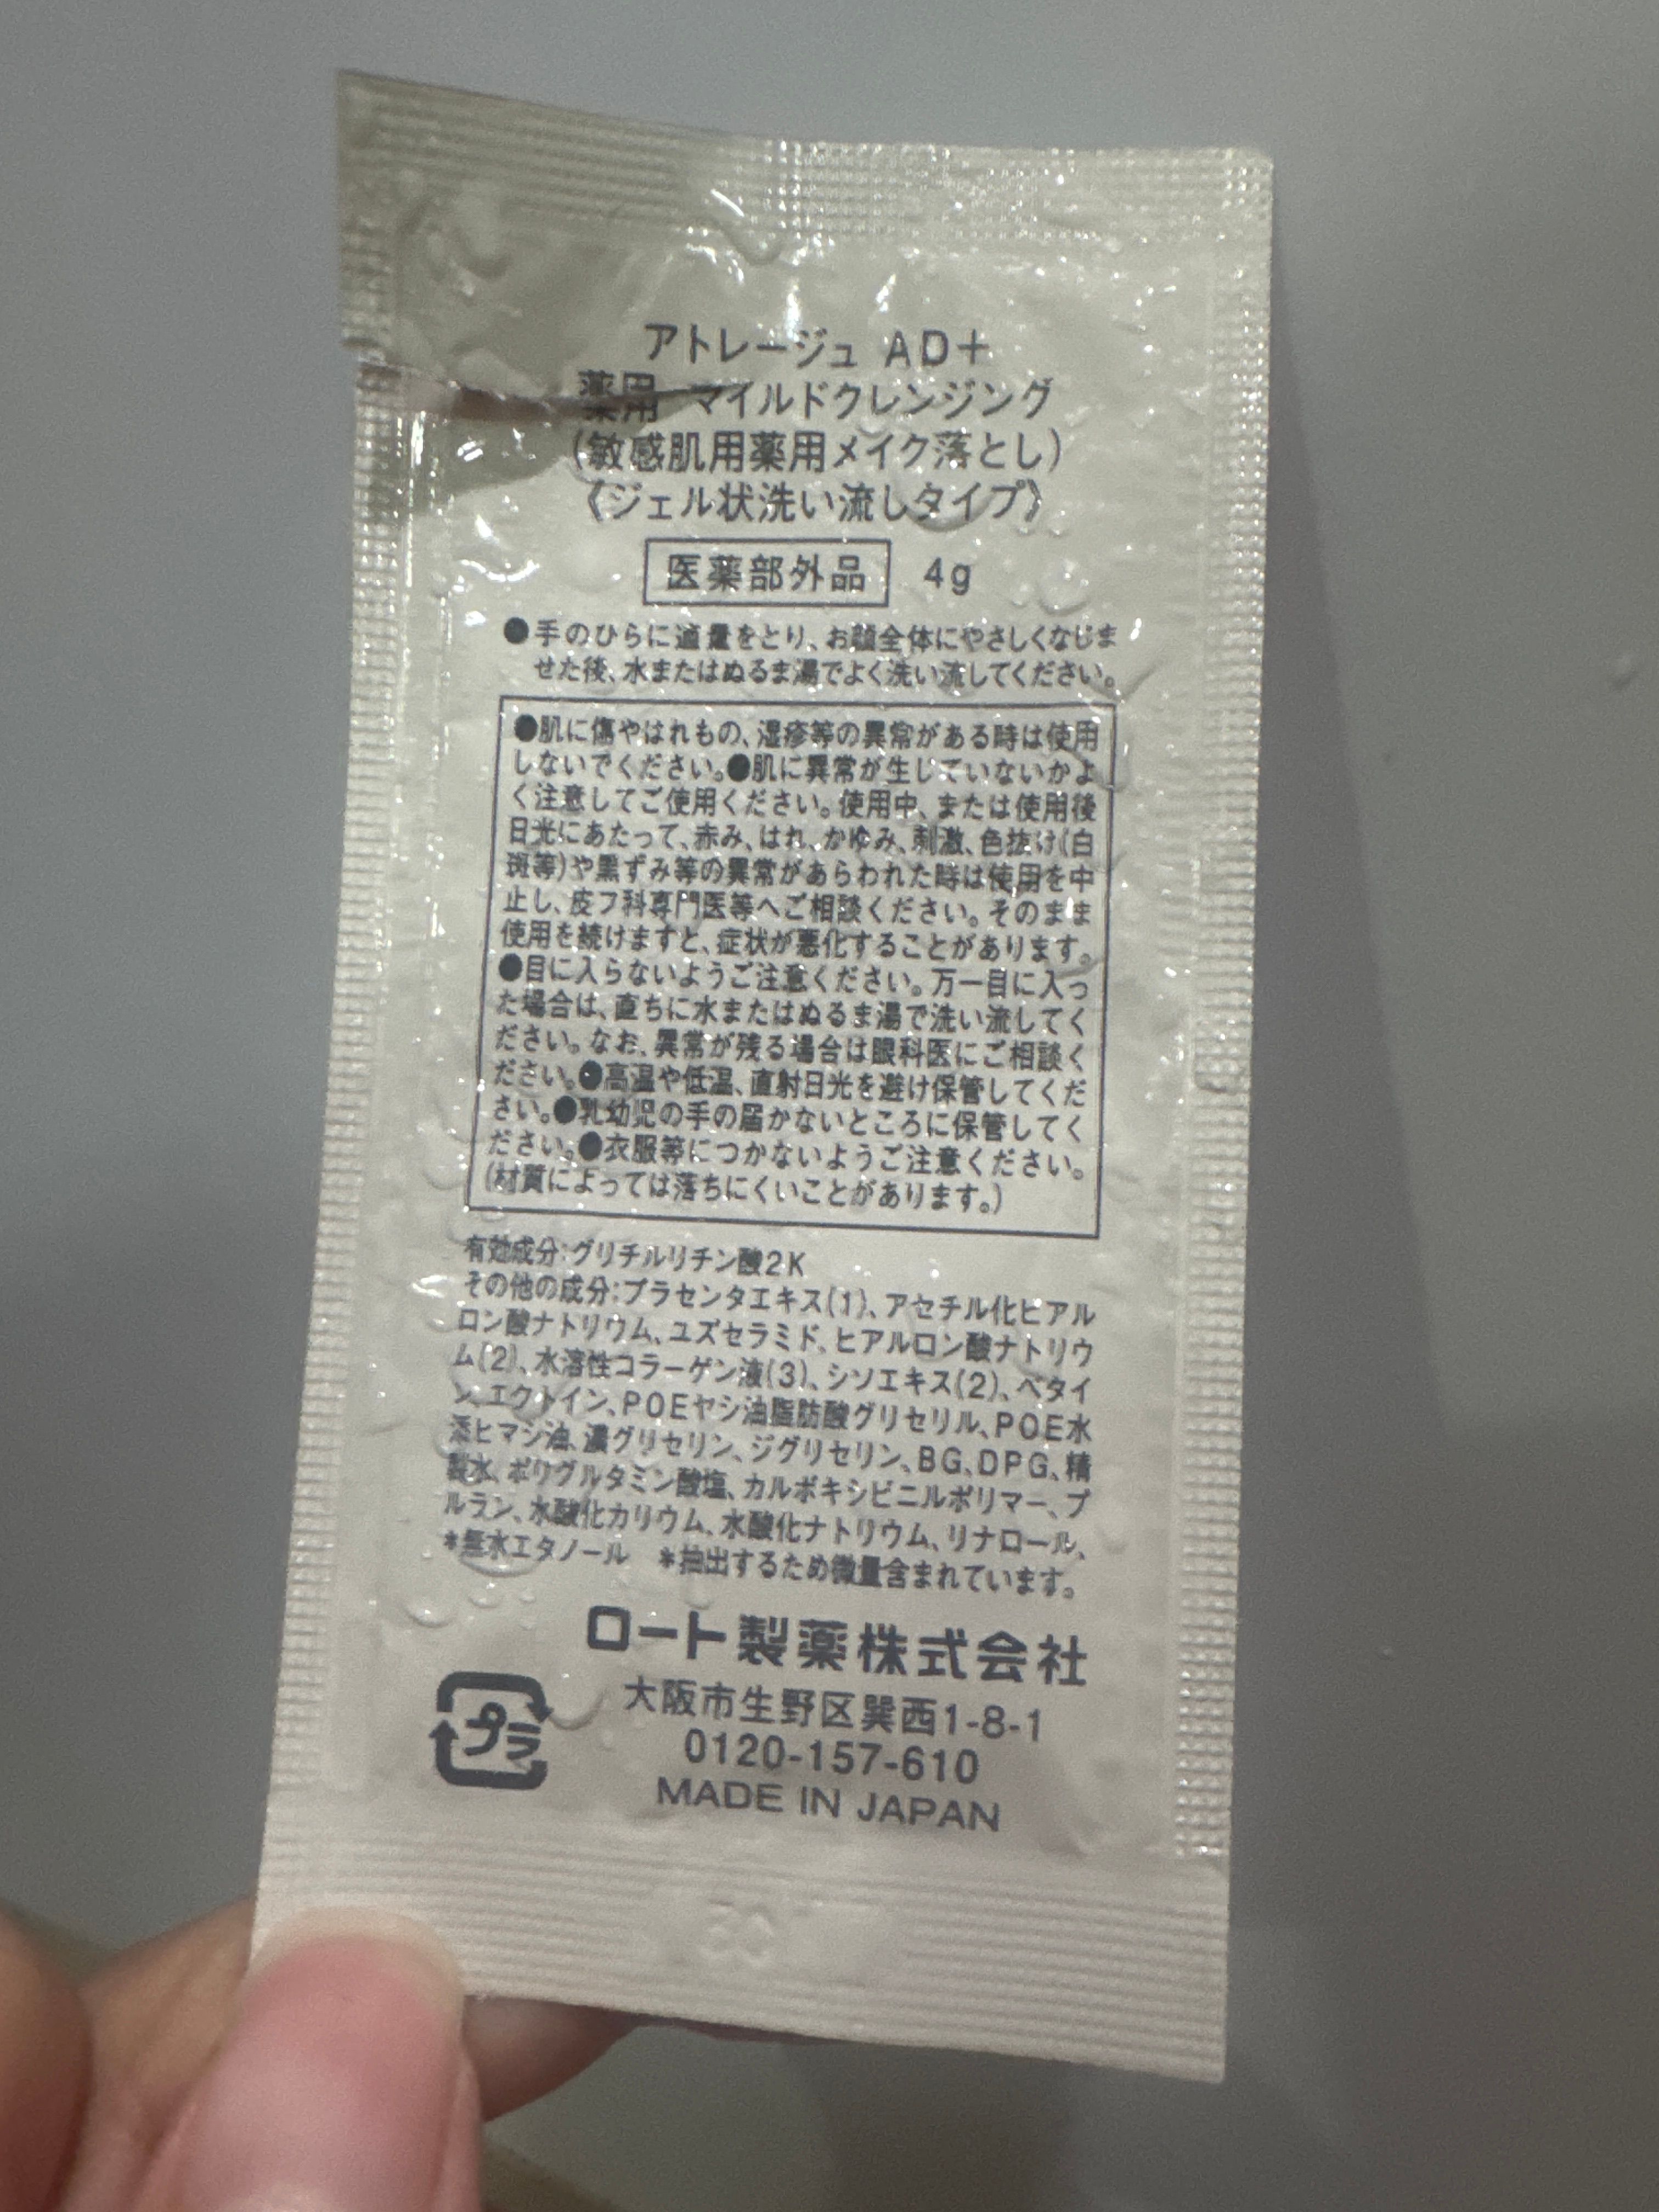 アトレージュ AD+
薬用 マイルドクレンジング
(敏感肌用薬用メイク落とし)
《ジェル状洗い流しタイプ》
医薬部外品 4g
●手のひらに適量をとり、お顔全体にやさしくなじま
せた後、水またはぬるま湯でよく洗い流してください。
●肌に傷やはれもの、湿疹等の異常がある時は使用
しないでください。●肌に異常が生じていないかよ
く注意してご使用ください。使用中、または使用後
日光にあたって、赤み、はれ、かゆみ、刺激、色抜け(白
斑等)や黒ずみ等の異常があらわれた時は使用を中
止し、皮フ科専門医等へご相談ください。そのまま
使用を続けますと、症状が悪化することがあります。
●目に入らないようご注意ください。万一目に入っ
た場合は、直ちに水またはぬるま湯で洗い流してく
ださい。なお、異常が残る場合は眼科医にご相談く
ださい。●高温や低温、直射日光を避け保管してくだ
さい。●乳幼児の手の届かないところに保管してく
ださい。●衣服等につかないようご注意ください。
(材質によっては落ちにくいことがあります。)
有効成分:グリチルリチン酸2K
その他の成分:プラセンタエキス(1)、アセチル化ヒアル
ロン酸ナトリウム、ユズセラミド、ヒアルロン酸ナトリウ
ム(2)、水溶性コラーゲン液(3)、シソエキス(2)、ベタイ
ン、エクトイン、POEヤシ油脂肪酸グリセリル、POE水
添ヒマシ油、濃グリセリン、ジグリセリン、BG、DPG、精
製水、ポリグルタミン酸塩、カルボキシビニルポリマー、プ
ルラン、水酸化カリウム、水酸化ナトリウム、リナロール、
*無水エタノール *抽出するため微量含まれています。
ロート製薬株式会社
プラ
大阪市生野区巽西1-8-1
0120-157-610
MADE IN JAPAN